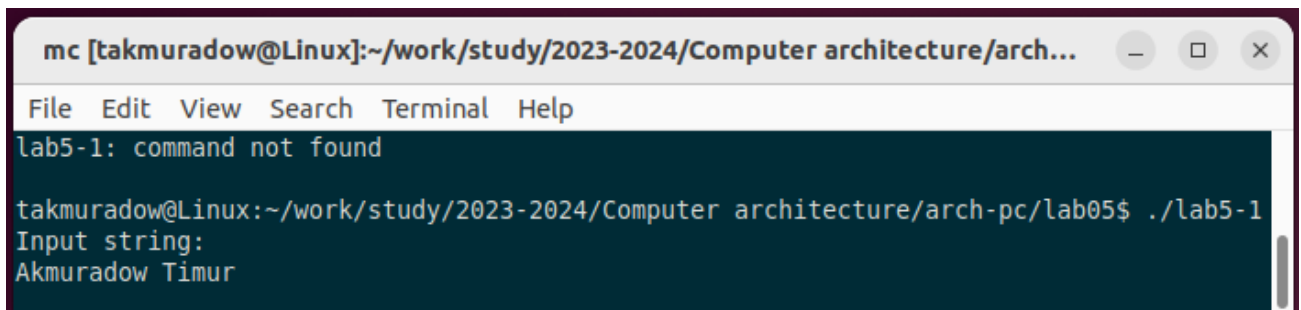 mc [takmuradow@Linux]:~/work/study/2023-2024/Computer architecture/arch...
File Edit View Search Terminal Help
lab5-1: command not found
takmuradow@Linux:~/work/study/2023-2024/Computer architecture/arch-pc/lab05$ ./lab5-1
Input string:
Akmuradow Timur